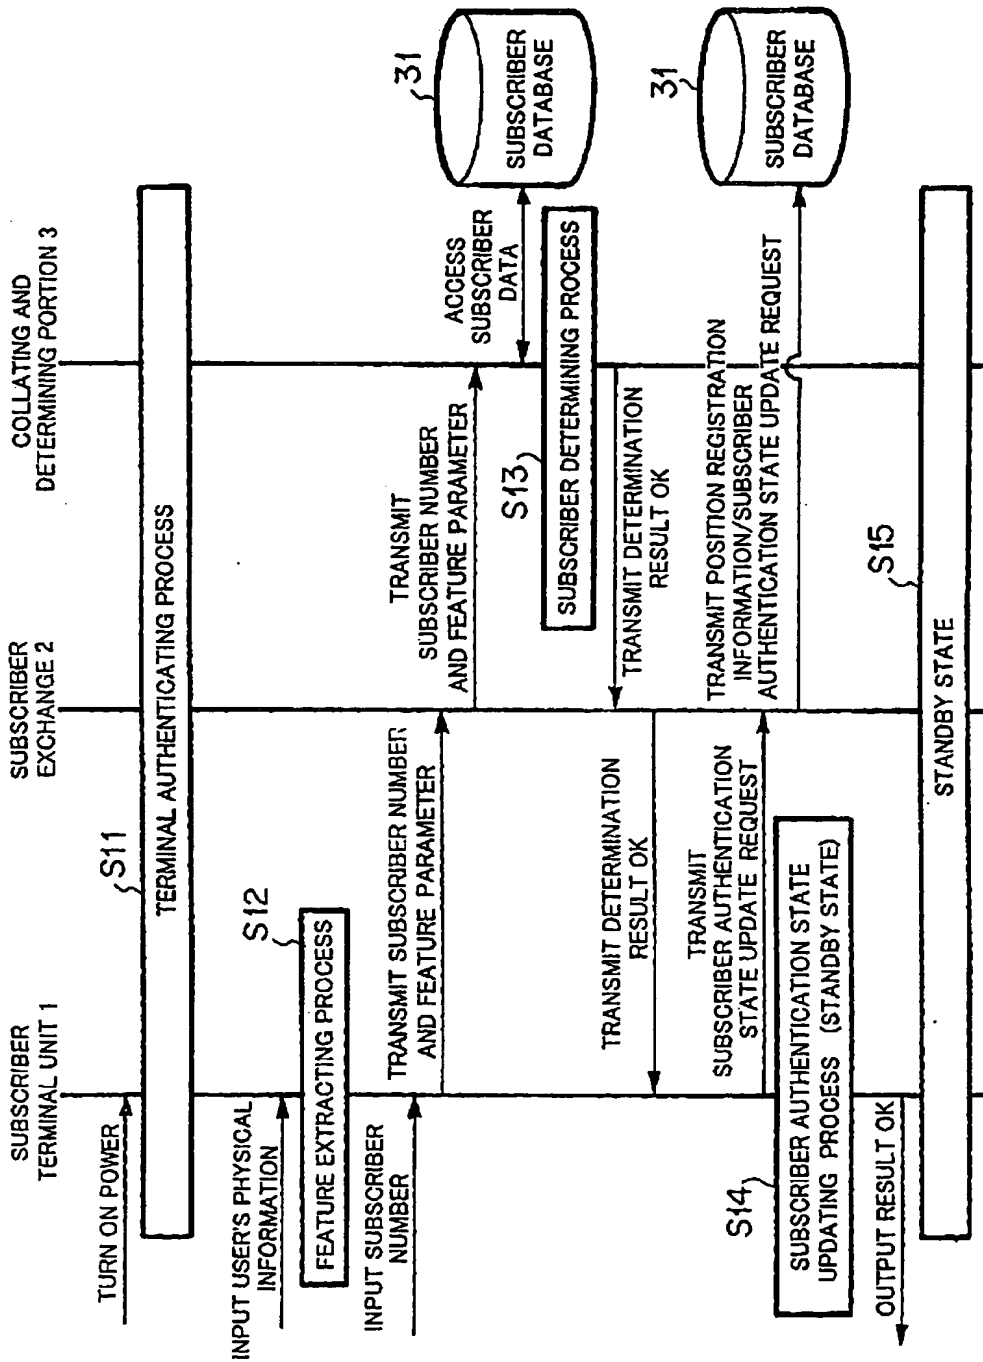 SUBSCRIBER
TERMINAL UNIT 1
SUBSCRIBER
EXCHANGE 2
COLLATING AND
DETERMINING PORTION 3
TURN ON POWER
S11
TERMINAL AUTHENTICATING PROCESS
INPUT USER'S PHYSICAL
INFORMATION
S12
FEATURE EXTRACTING PROCESS
INPUT SUBSCRIBER
NUMBER
TRANSMIT SUBSCRIBER NUMBER
AND FEATURE PARAMETER
TRANSMIT
SUBSCRIBER NUMBER
AND FEATURE PARAMETER
ACCESS
SUBSCRIBER
DATA
31
SUBSCRIBER
DATABASE
S13
SUBSCRIBER DETERMINING PROCESS
TRANSMIT DETERMINATION
RESULT OK
TRANSMIT DETERMINATION
RESULT OK
TRANSMIT
SUBSCRIBER AUTHENTICATION
STATE UPDATE REQUEST
TRANSMIT POSITION REGISTRATION
INFORMATION/SUBSCRIBER
AUTHENTICATION STATE UPDATE REQUEST
31
SUBSCRIBER
DATABASE
S14
SUBSCRIBER AUTHENTICATION STATE
UPDATING PROCESS (STANDBY STATE)
OUTPUT RESULT OK
S15
STANDBY STATE